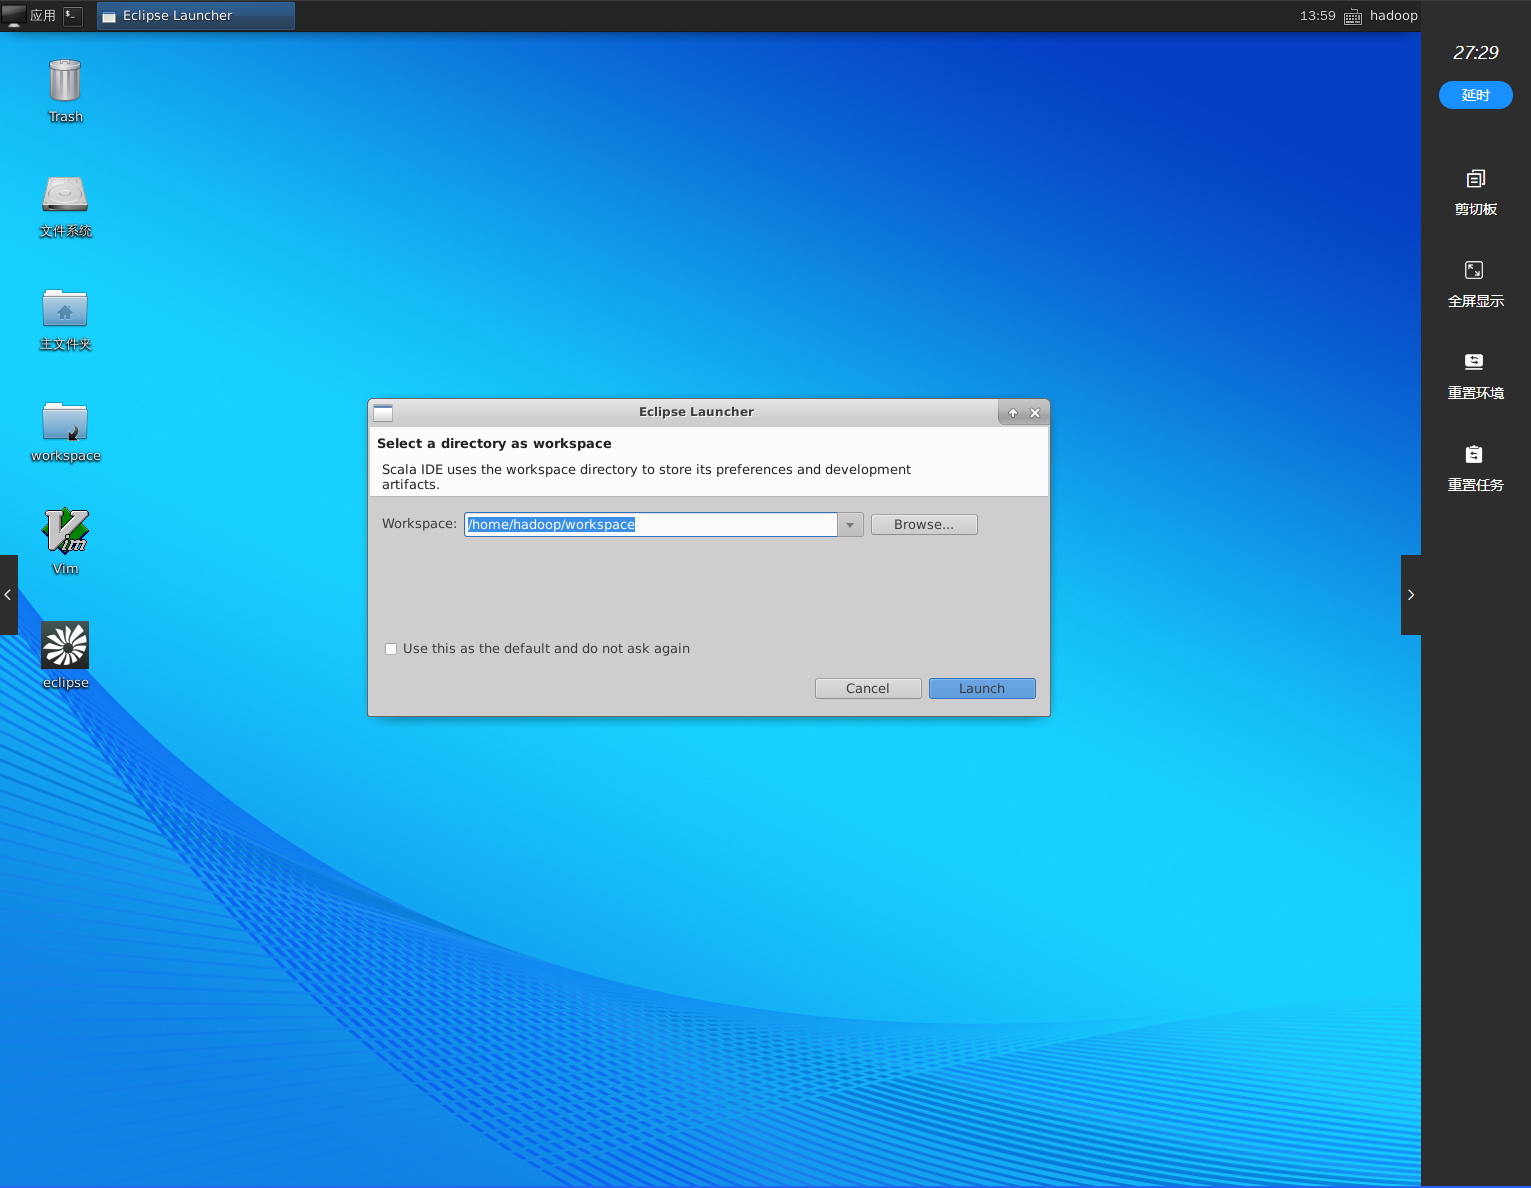 应用
Eclipse Launcher
13:59
hadoop
27:29
延时
剪切板
全屏显示
重置环境
重置任务
Trash
文件系统
主文件夹
workspace
Vim
eclipse
Eclipse Launcher
Select a directory as workspace
Scala IDE uses the workspace directory to store its preferences and development
artifacts.
Workspace: /home/hadoop/workspace Browse...
Use this as the default and do not ask again
Cancel Launch